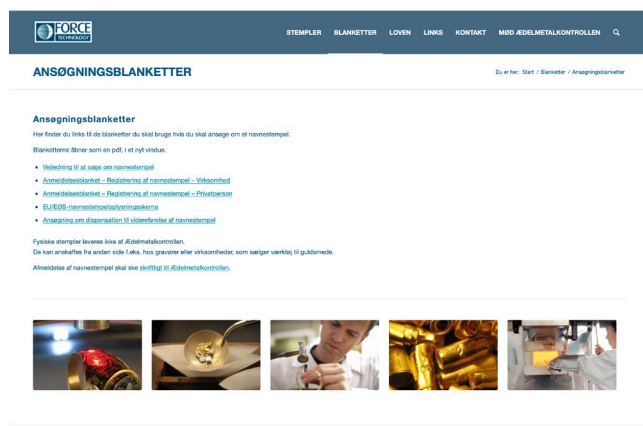 FORCE
TECHNOLOGY
STEMPLER BLANKETTER LOVEN LINKS KONTAKT MØD ÆDELMETALKONTROLLEN
ANSØGNINGSBLANKETTER
Du er her: Start / Blanketter / Ansøgningsblanketter
Ansøgningsblanketter
Her finder du links til de blanketter du skal bruge hvis du skal ansøge om et navnestempel.
Blanketterne åbner som en pdf, i et nyt vindue.
Vejledning til at søge om navnestempel
Anmeldelsesblanket – Registrering af navnestempel – Virksomhed
Anmeldelsesblanket – Registrering af navnestempel – Privatperson
EU/EØS-navnestempeloplysningsskema
Ansøgning om dispensation til videreførelse af navnestempel
Fysiske stempler leveres ikke af Ædelmetalkontrollen.
De kan anskaffes fra anden side f.eks. hos gravører eller virksomheder, som sælger værktøj til guldsmede.
Afmeldelse af navnestempel skal ske skriftligt til Ædelmetalkontrollen.